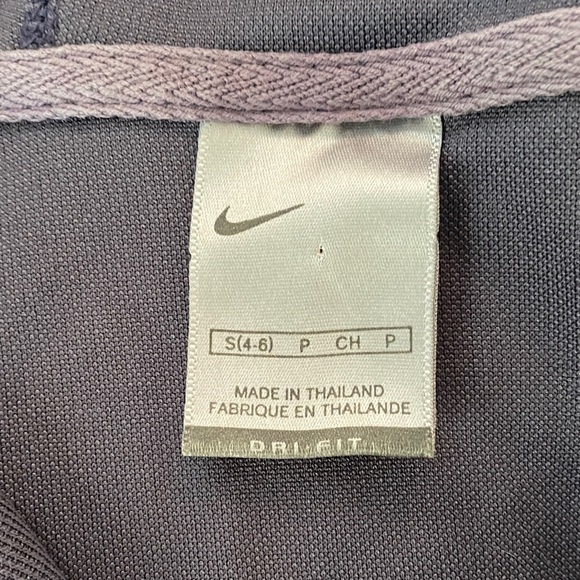 S(4-6) P CH P
MADE IN THAILAND
FABRIQUE EN THAILANDE
DRI-FIT